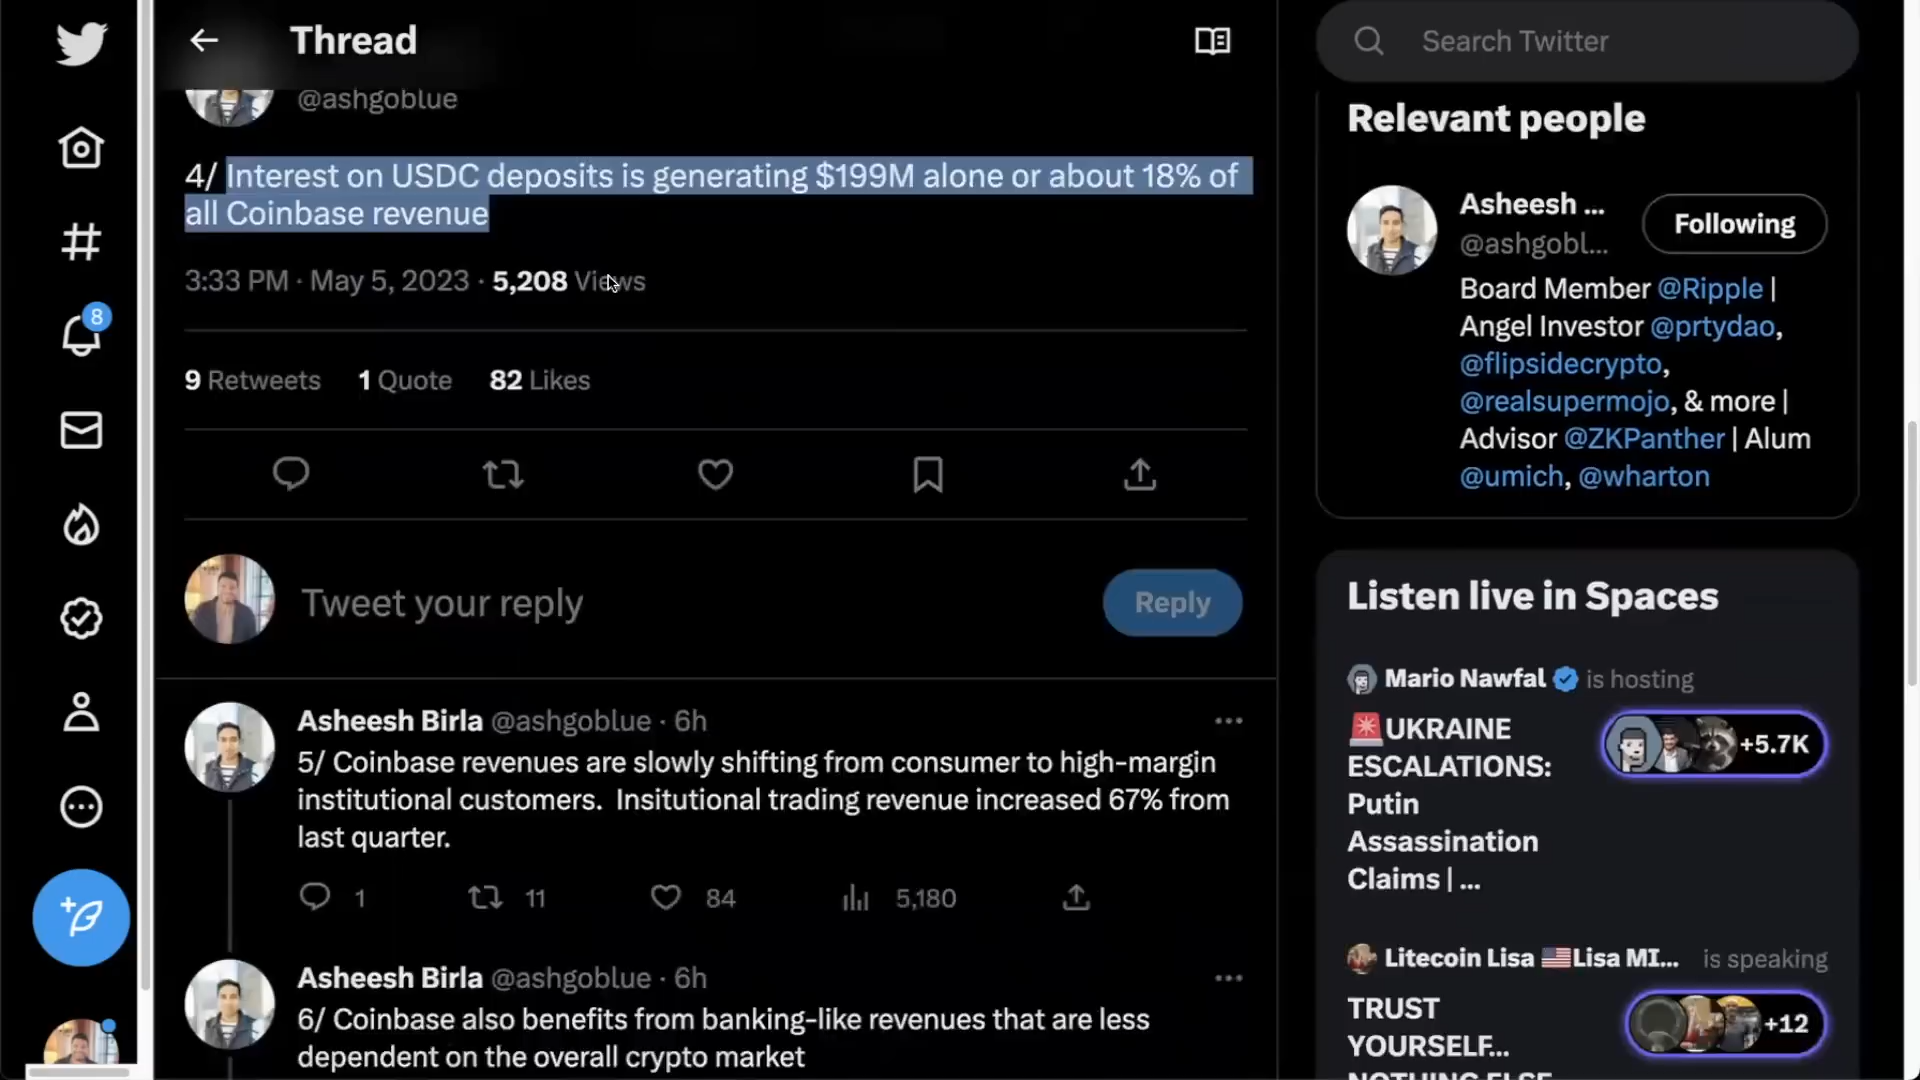 Thread
@ashgoblue
4/ Interest on USDC deposits is generating $199M alone or about 18% of
all Coinbase revenue
3:33 PM · May 5, 2023 · 5,208 Views
9 Retweets 1 Quote 82 Likes
Tweet your reply
Reply
Asheesh Birla @ashgoblue · 6h
5/ Coinbase revenues are slowly shifting from consumer to high-margin
institutional customers. Insitutional trading revenue increased 67% from
last quarter.
1 11 84 5,180
Asheesh Birla @ashgoblue · 6h
6/ Coinbase also benefits from banking-like revenues that are less
dependent on the overall crypto market
8
Search Twitter
Relevant people
Asheesh ...
@ashgobl...
Following
Board Member @Ripple |
Angel Investor @prtydao,
@flipsidecrypto,
@realsupermojo, & more |
Advisor @ZKPanther | Alum
@umich, @wharton
Listen live in Spaces
Mario Nawfal is hosting
🚨UKRAINE
ESCALATIONS:
Putin
Assassination
Claims | ...
+5.7K
Litecoin Lisa 🇺🇸Lisa MI... is speaking
TRUST
YOURSELF...
NOTHING ELSE
+12